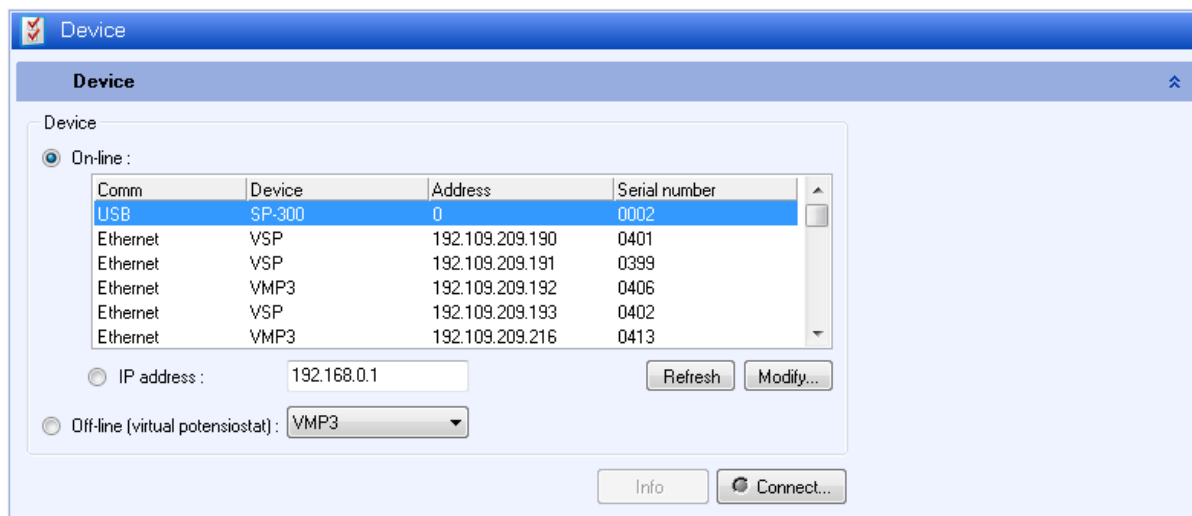 Device
Device
Device
On-line :
Comm Device Address Serial number
USB SP-300 0 0002
Ethernet VSP 192.109.209.190 0401
Ethernet VSP 192.109.209.191 0399
Ethernet VMP3 192.109.209.192 0406
Ethernet VSP 192.109.209.193 0402
Ethernet VMP3 192.109.209.216 0413
IP address : 192.168.0.1 Refresh Modify...
Off-line (virtual potensiostat) : VMP3
Info Connect...